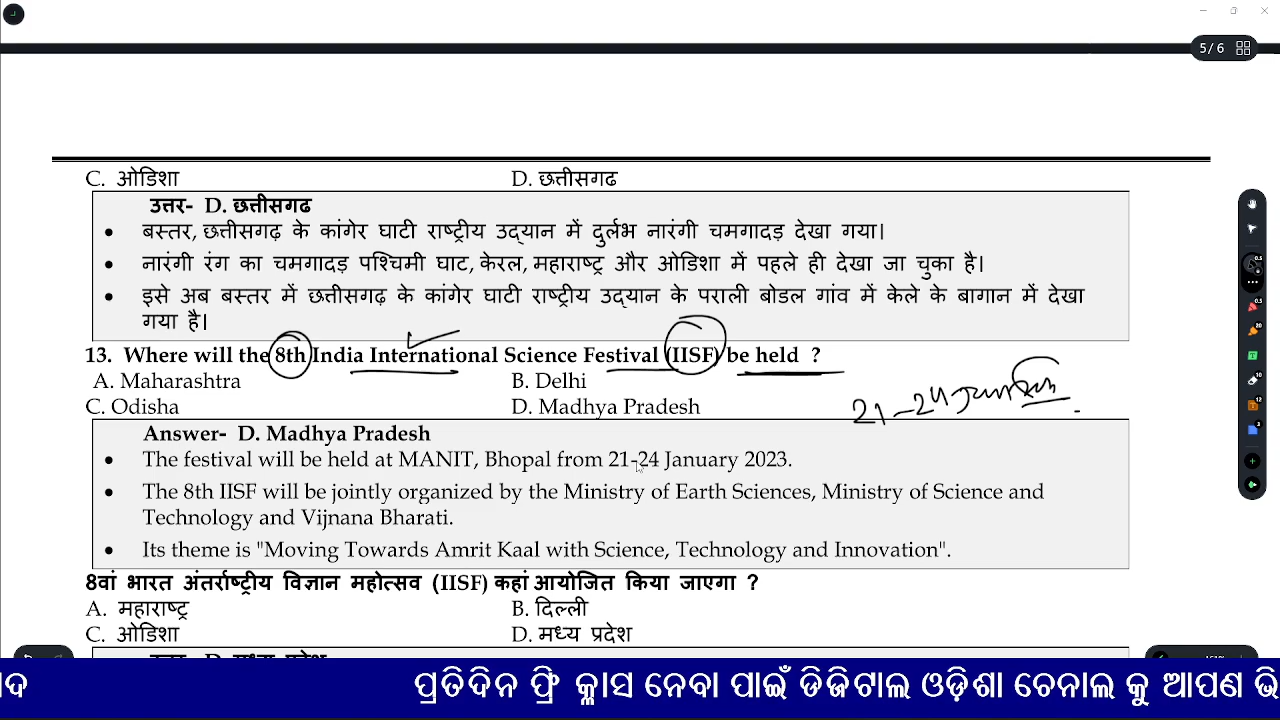 5/6
C. ओडिशा D. छत्तीसगढ
उत्तर- D. छत्तीसगढ
• बस्तर, छत्तीसगढ़ के कांगेर घाटी राष्ट्रीय उद्यान में दुर्लभ नारंगी चमगादड़ देखा गया।
• नारंगी रंग का चमगादड़ पश्चिमी घाट, केरल, महाराष्ट्र और ओडिशा में पहले ही देखा जा चुका है।
• इसे अब बस्तर में छत्तीसगढ़ के कांगेर घाटी राष्ट्रीय उद्यान के पराली बोडल गांव में केले के बागान में देखा
गया है।
13. Where will the 8th India International Science Festival (IISF) be held ?
A. Maharashtra B. Delhi
C. Odisha D. Madhya Pradesh
21-24
Answer- D. Madhya Pradesh
• The festival will be held at MANIT, Bhopal from 21-24 January 2023.
• The 8th IISF will be jointly organized by the Ministry of Earth Sciences, Ministry of Science and
Technology and Vijnana Bharati.
• Its theme is "Moving Towards Amrit Kaal with Science, Technology and Innovation".
8वां भारत अंतर्राष्ट्रीय विज्ञान महोत्सव (IISF) कहां आयोजित किया जाएगा ?
A. महाराष्ट्र B. दिल्ली
C. ओडिशा D. मध्य प्रदेश
ପ୍ରତିଦିନ ଫ୍ରି କ୍ଳାସ ନେବା ପାଇଁ ଡିଜିଟାଲ ଓଡ଼ିଶା ଚେନାଲ କୁ ଆପଣ